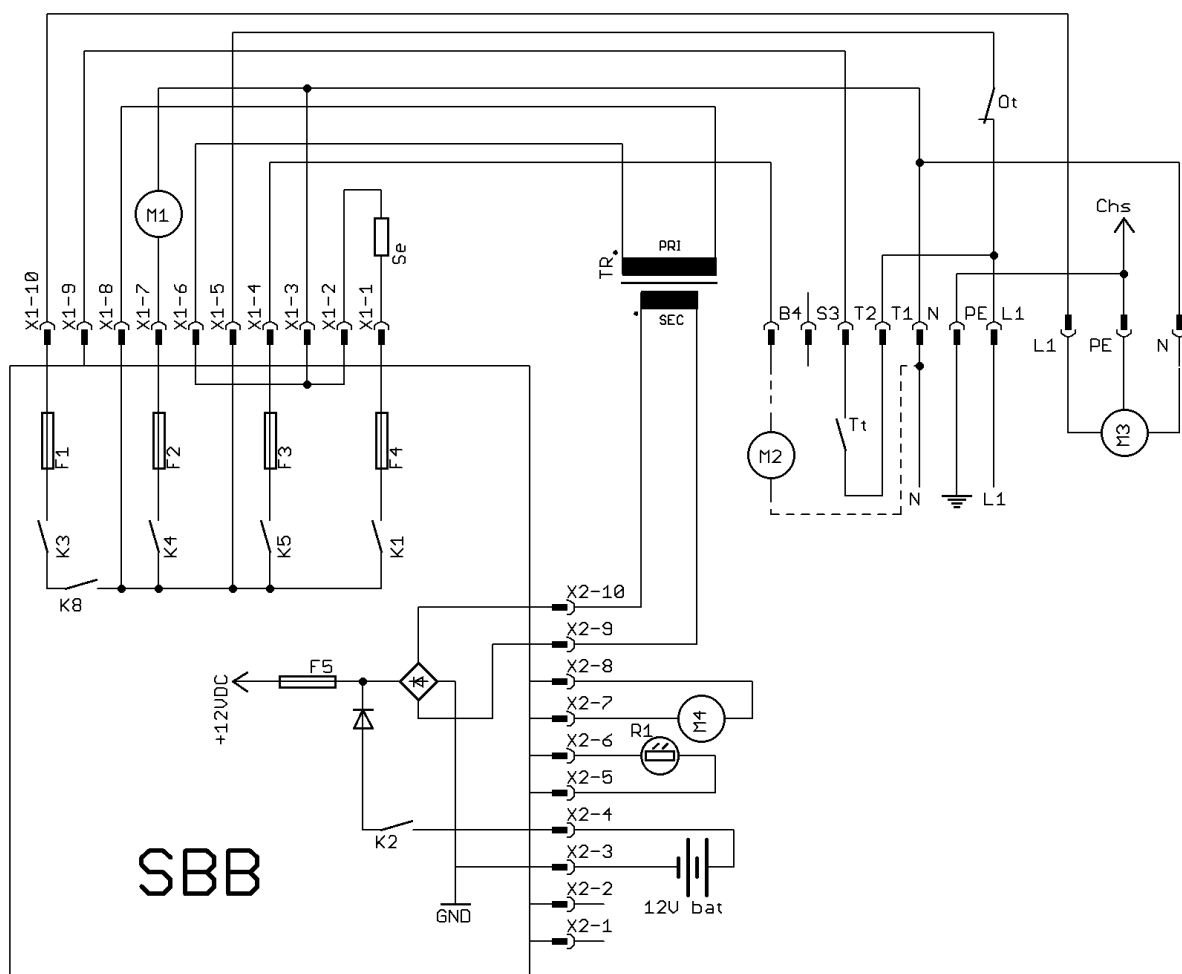 Ot
M1
Se
Chs
TR
PRI
SEC
X1-10
X1-9
X1-8
X1-7
X1-6
X1-5
X1-4
X1-3
X1-2
X1-1
B4
S3
T2
T1
N
PE
L1
L1
PE
N
F1
F2
F3
F4
M2
Tt
M3
N
L1
K3
K4
K5
K1
K8
X2-10
X2-9
X2-8
X2-7
X2-6
X2-5
X2-4
X2-3
X2-2
X2-1
F5
+12VDC
M4
R1
K2
SBB
GND
12V bat